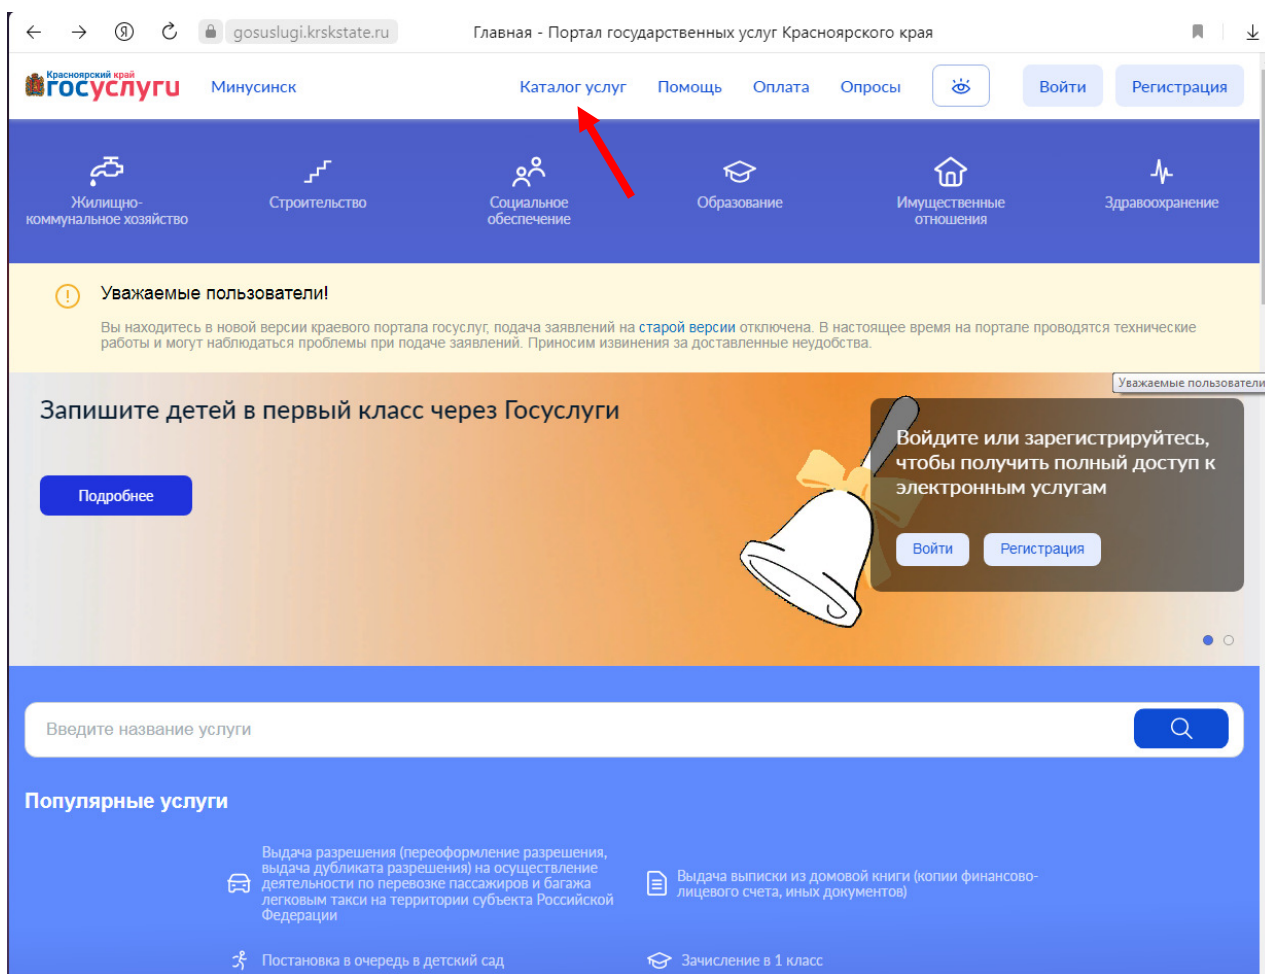 gosuslugi.krskstate.ru
Главная - Портал государственных услуг Красноярского края
Красноярский край
госуслуги
Минусинск
Каталог услуг
Помощь
Оплата
Опросы
Войти
Регистрация
Жилищно-
коммунальное хозяйство
Строительство
Социальное
обеспечение
Образование
Имущественные
отношения
Здравоохранение
Уважаемые пользователи!
Вы находитесь в новой версии краевого портала госуслуг, подача заявлений на старой версии отключена. В настоящее время на портале проводятся технические
работы и могут наблюдаться проблемы при подаче заявлений. Приносим извинения за доставленные неудобства.
Уважаемые пользователи
Запишите детей в первый класс через Госуслуги
Подробнее
Войдите или зарегистрируйтесь,
чтобы получить полный доступ к
электронным услугам
Войти
Регистрация
Введите название услуги
Популярные услуги
Выдача разрешения (переоформление разрешения,
выдача дубликата разрешения) на осуществление
деятельности по перевозке пассажиров и багажа
легковым такси на территории субъекта Российской
Федерации
Выдача выписки из домовой книги (копии финансово-
лицевого счета, иных документов)
Постановка в очередь в детский сад
Зачисление в 1 класс